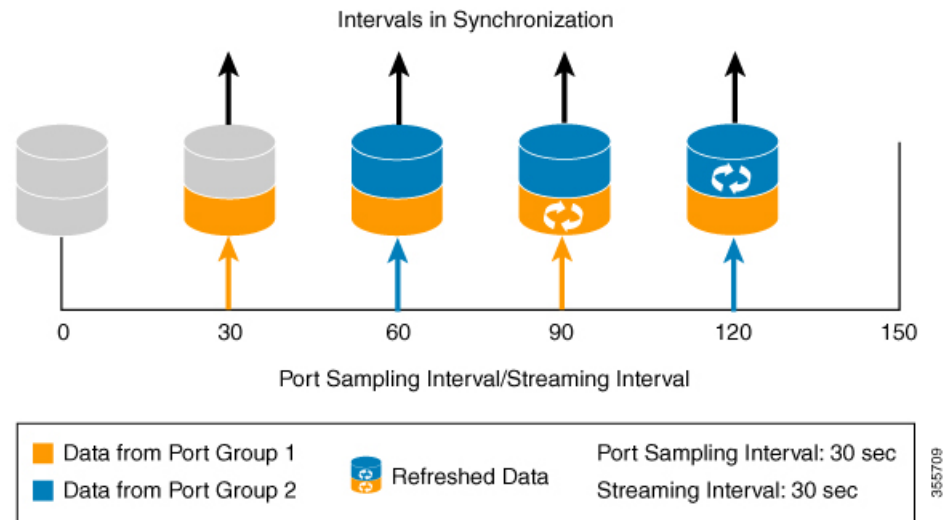 Intervals in Synchronization
0 30 60 90 120 150
Port Sampling Interval/Streaming Interval
Data from Port Group 1
Data from Port Group 2
Refreshed Data
Port Sampling Interval: 30 sec
Streaming Interval: 30 sec
355709